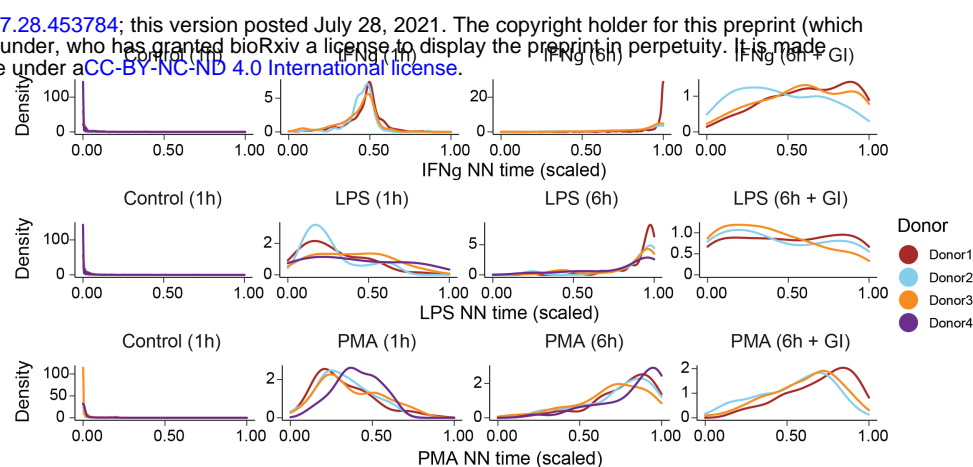 7.28.453784; this version posted July 28, 2021. The copyright holder for this preprint (which
under, who has granted bioRxiv a license to display the preprint in perpetuity. It is made
e under aCC-BY-NC-ND 4.0 International license.
Control (1h) IFNg (1h) IFNg (6h) IFNg (6h + GI)
Density
100
0
5
0
20
0
1
0
0.00 0.50 1.00 0.00 0.50 1.00 0.00 0.50 1.00 0.00 0.50 1.00
IFNg NN time (scaled)
Control (1h) LPS (1h) LPS (6h) LPS (6h + GI)
Density
100
0
2
0
5
0
1.0
0.5
0.0
0.00 0.50 1.00 0.00 0.50 1.00 0.00 0.50 1.00 0.00 0.50 1.00
LPS NN time (scaled)
Control (1h) PMA (1h) PMA (6h) PMA (6h + GI)
Density
100
50
0
2
0
2
0
2
1
0
0.00 0.50 1.00 0.00 0.50 1.00 0.00 0.50 1.00 0.00 0.50 1.00
PMA NN time (scaled)
Donor
Donor1
Donor2
Donor3
Donor4